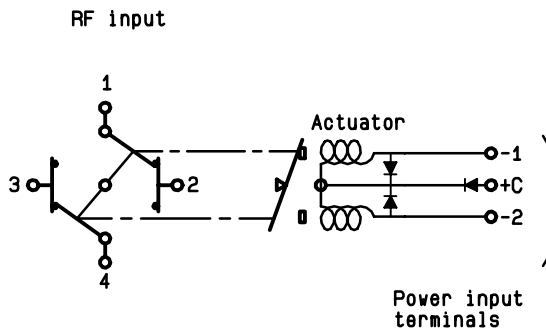 RF input
1
Actuator
-1
3
2
+C
-2
4
Power input
terminals